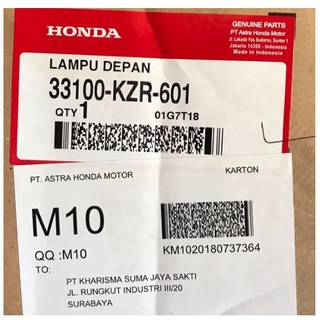 HONDA
GENUINE PARTS
PT Astra Honda Motor
Jl. Laksda Yos Sudarso, Sunter 1
Jakarta 14350 - Indonesia
Made in Indonesia
LAMPU DEPAN
33100-KZR-601
QTY 1 01G7T18
PT. ASTRA HONDA MOTOR KARTON
M10
QQ :M10 KM1020180737364
TO:
PT KHARISMA SUMA JAYA SAKTI
JL. RUNGKUT INDUSTRI III/20
SURABAYA